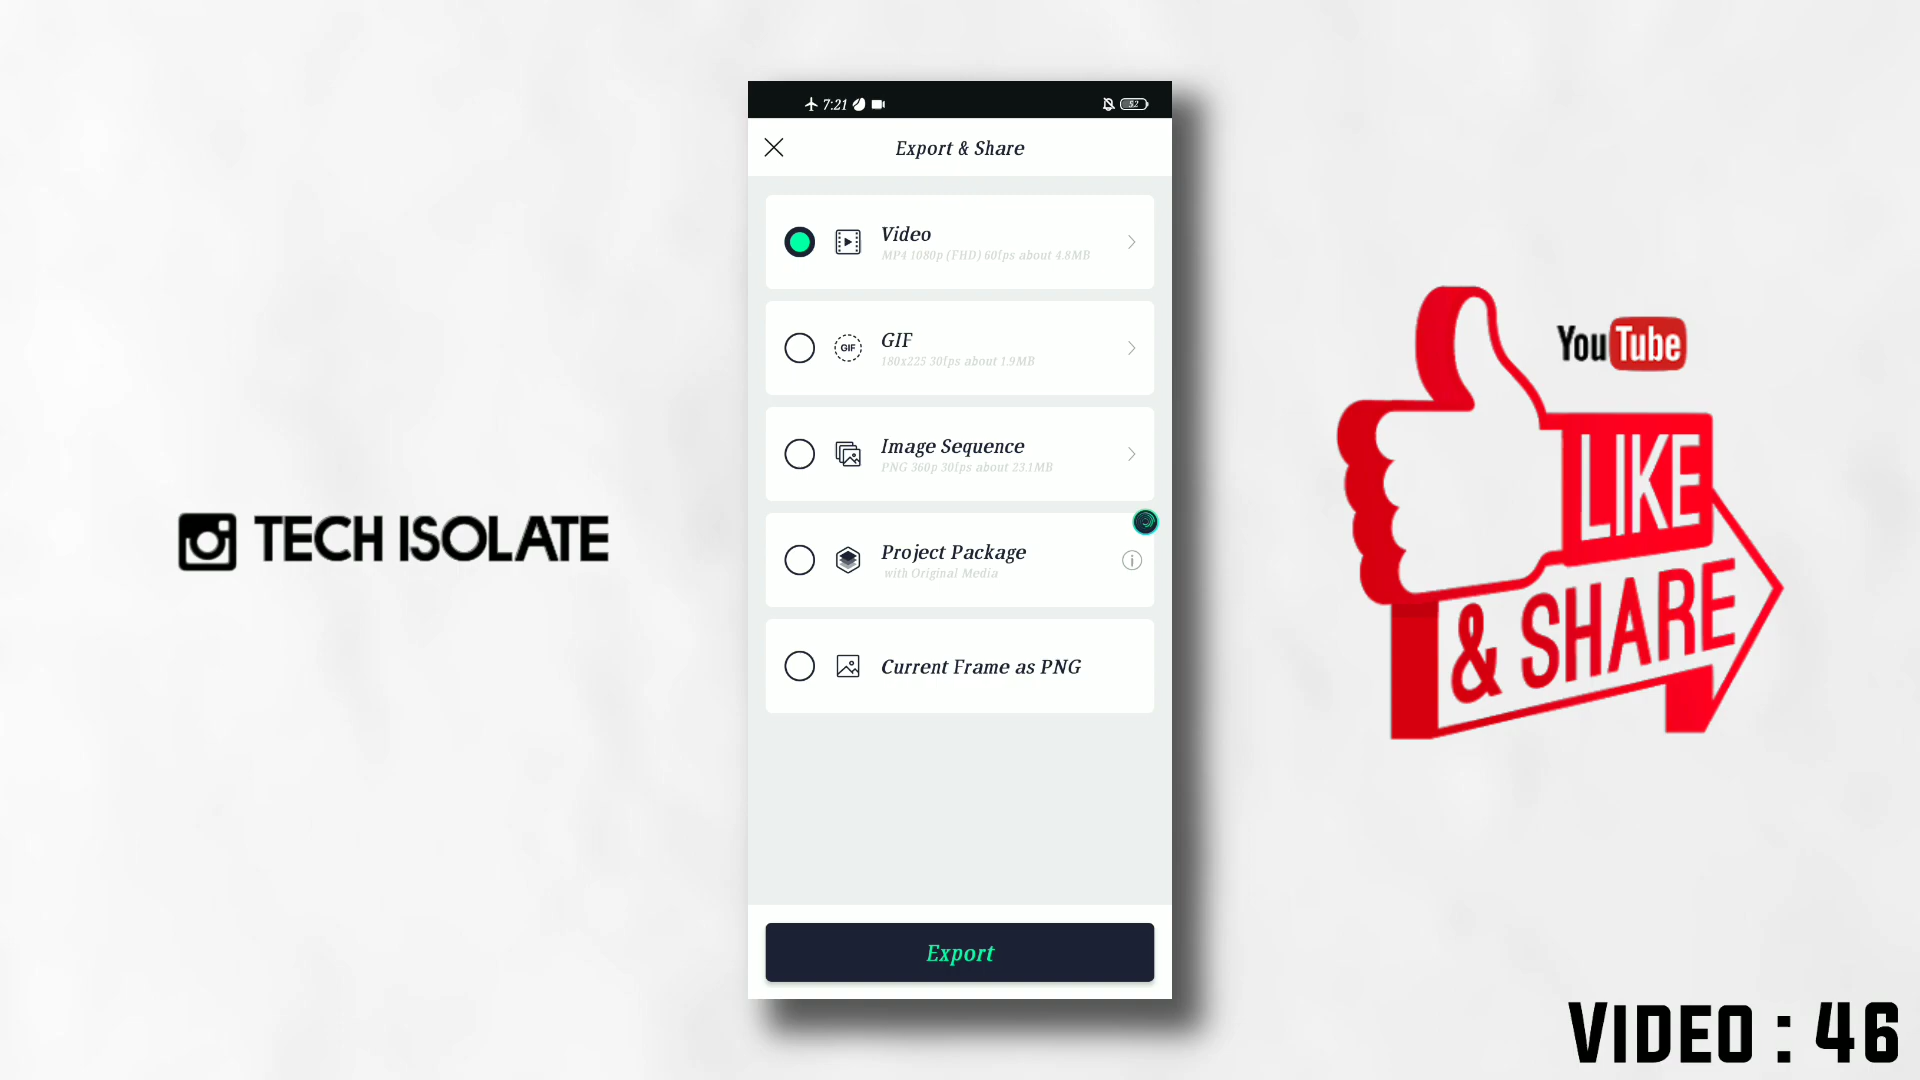 7:21
52
Export & Share
Video
MP4 1080p (FHD) 60fps about 4.8MB
GIF
GIF
180x225 30fps about 1.9MB
Image Sequence
PNG 360p 30fps about 23.1MB
Project Package
with Original Media
Current Frame as PNG
Export
TECH ISOLATE
YouTube
LIKE
& SHARE
VIDEO : 46